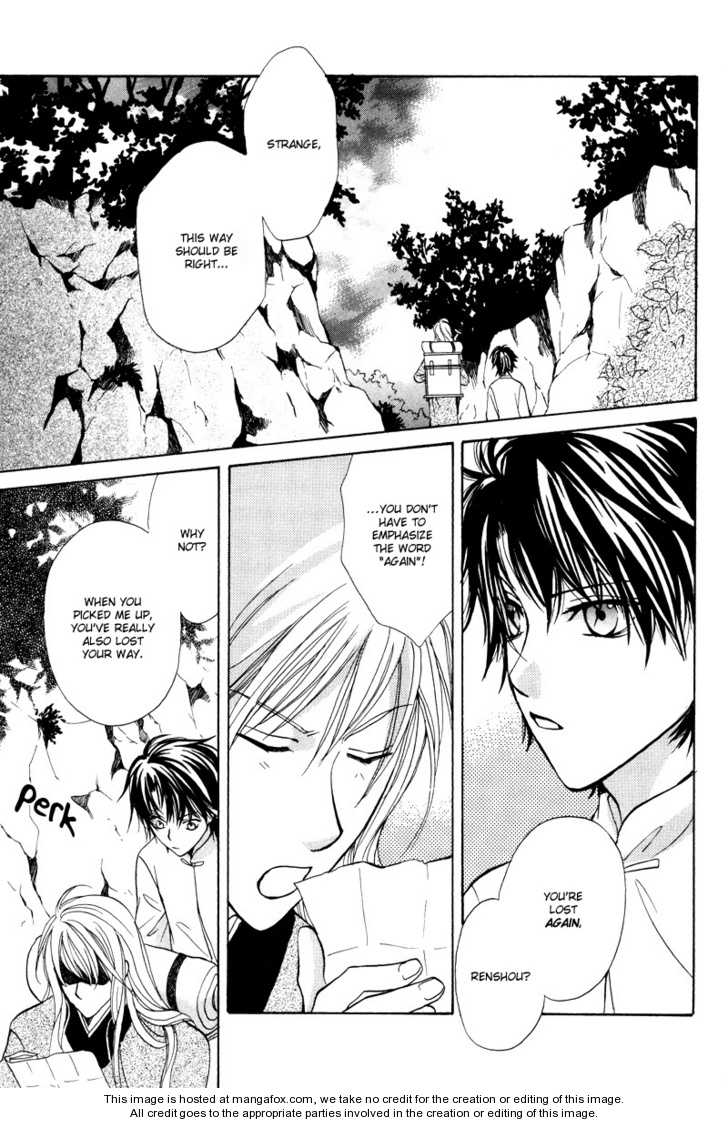 STRANGE,
THIS WAY
SHOULD BE
RIGHT...
YOU'RE
LOST
AGAIN,
RENSHOU?
...YOU DON'T
HAVE TO
EMPHASIZE
THE WORD
"AGAIN"!
WHY
NOT?
WHEN YOU
PICKED ME UP,
YOU'VE REALLY
ALSO LOST
YOUR WAY.
perk
This image is hosted at mangafox.com, we take no credit for the creation or editing of this image.
All credit goes to the appropriate parties involved in the creation or editing of this image.